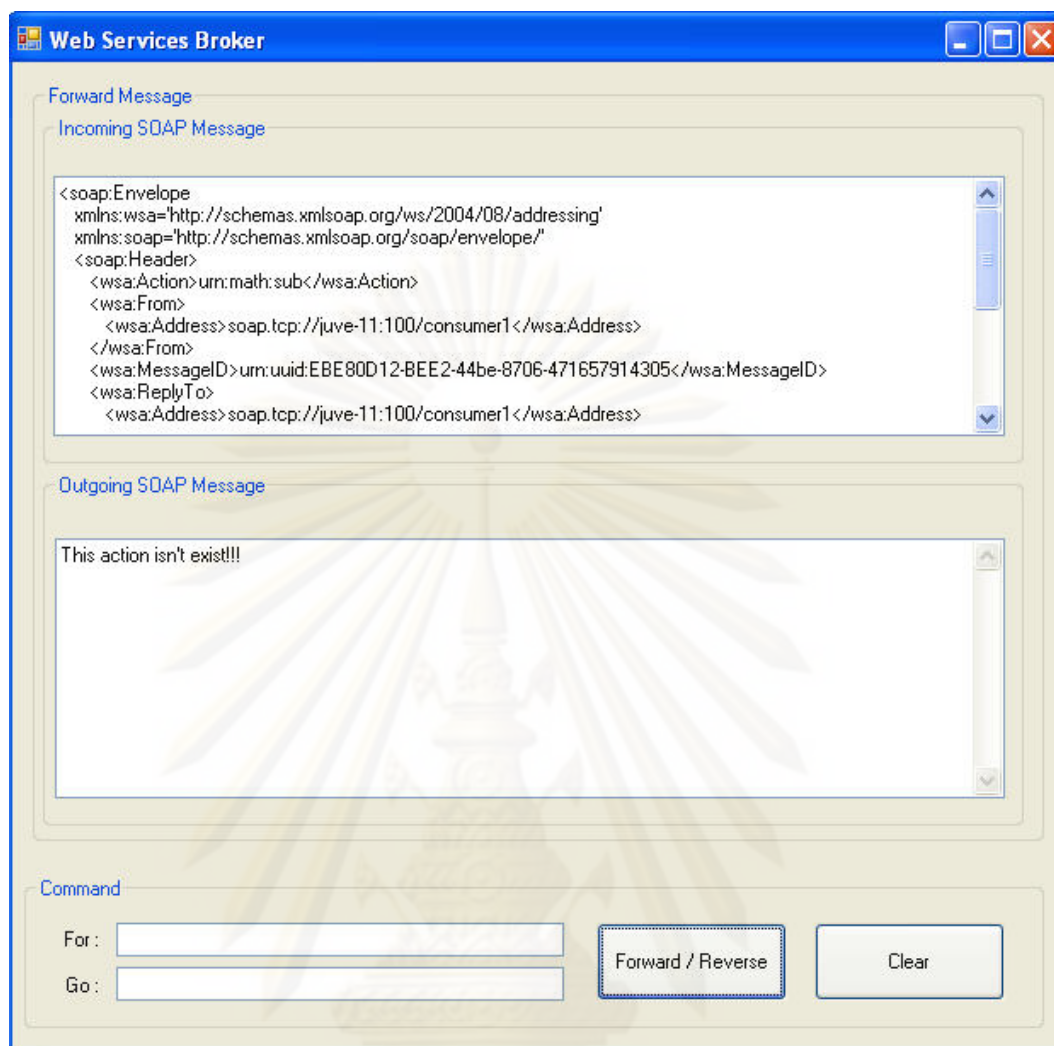 Web Services Broker
Forward Message
Incoming SOAP Message
<soap:Envelope
xmlns:wsa='http://schemas.xmlsoap.org/ws/2004/08/addressing'
xmlns:soap='http://schemas.xmlsoap.org/soap/envelope/"
<soap:Header>
<wsa:Action>urn:math:sub</wsa:Action>
<wsa:From>
<wsa:Address>soap.tcp://juve-11:100/consumer1</wsa:Address>
</wsa:From>
<wsa:MessageID>urn:uuid:EBE80D12-BEE2-44be-8706-471657914305</wsa:MessageID>
<wsa:ReplyTo>
<wsa:Address>soap.tcp://juve-11:100/consumer1</wsa:Address>
Outgoing SOAP Message
This action isn't exist!!!
Command
For :
Forward / Reverse
Clear
Go :